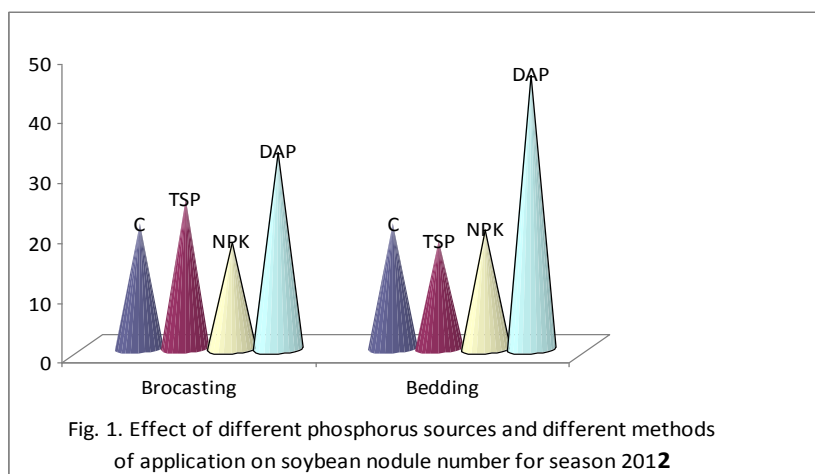 50
40
30
20
10
0
C
TSP
NPK
DAP
C
TSP
NPK
DAP
Brocasting
Bedding
Fig. 1. Effect of different phosphorus sources and different methods
of application on soybean nodule number for season 2012